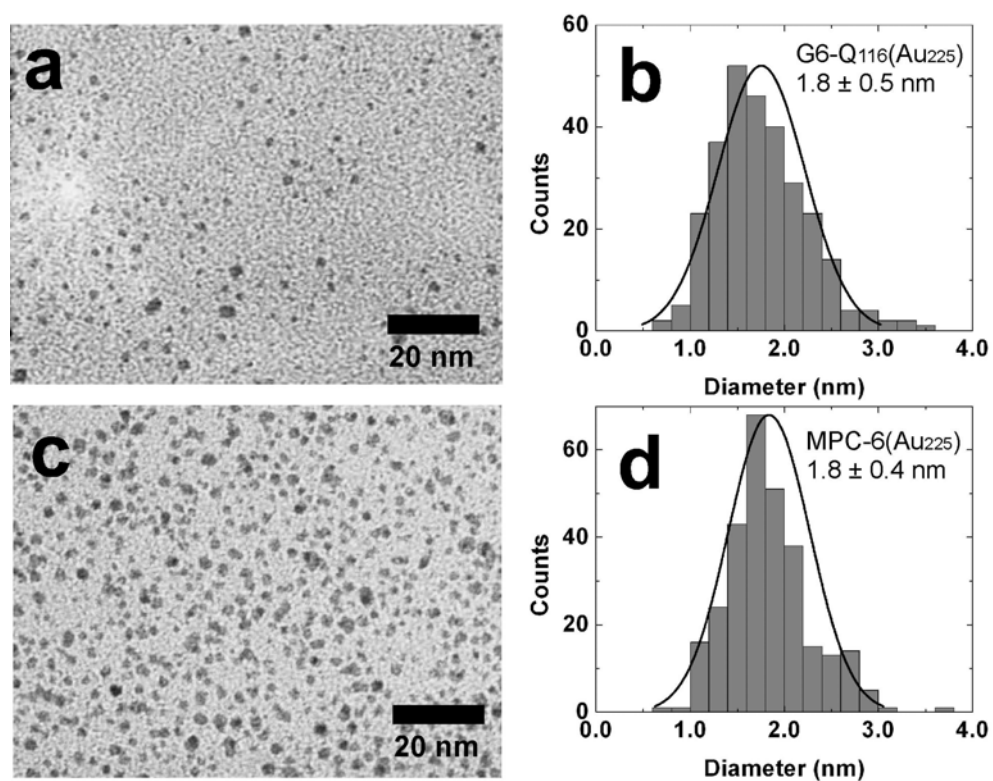 a
20 nm
b
G6-Q116(Au225)
1.8 ± 0.5 nm
60
40
20
0
Counts
0.0 1.0 2.0 3.0 4.0
Diameter (nm)
c
20 nm
d
MPC-6(Au225)
1.8 ± 0.4 nm
60
40
20
0
Counts
0.0 1.0 2.0 3.0 4.0
Diameter (nm)